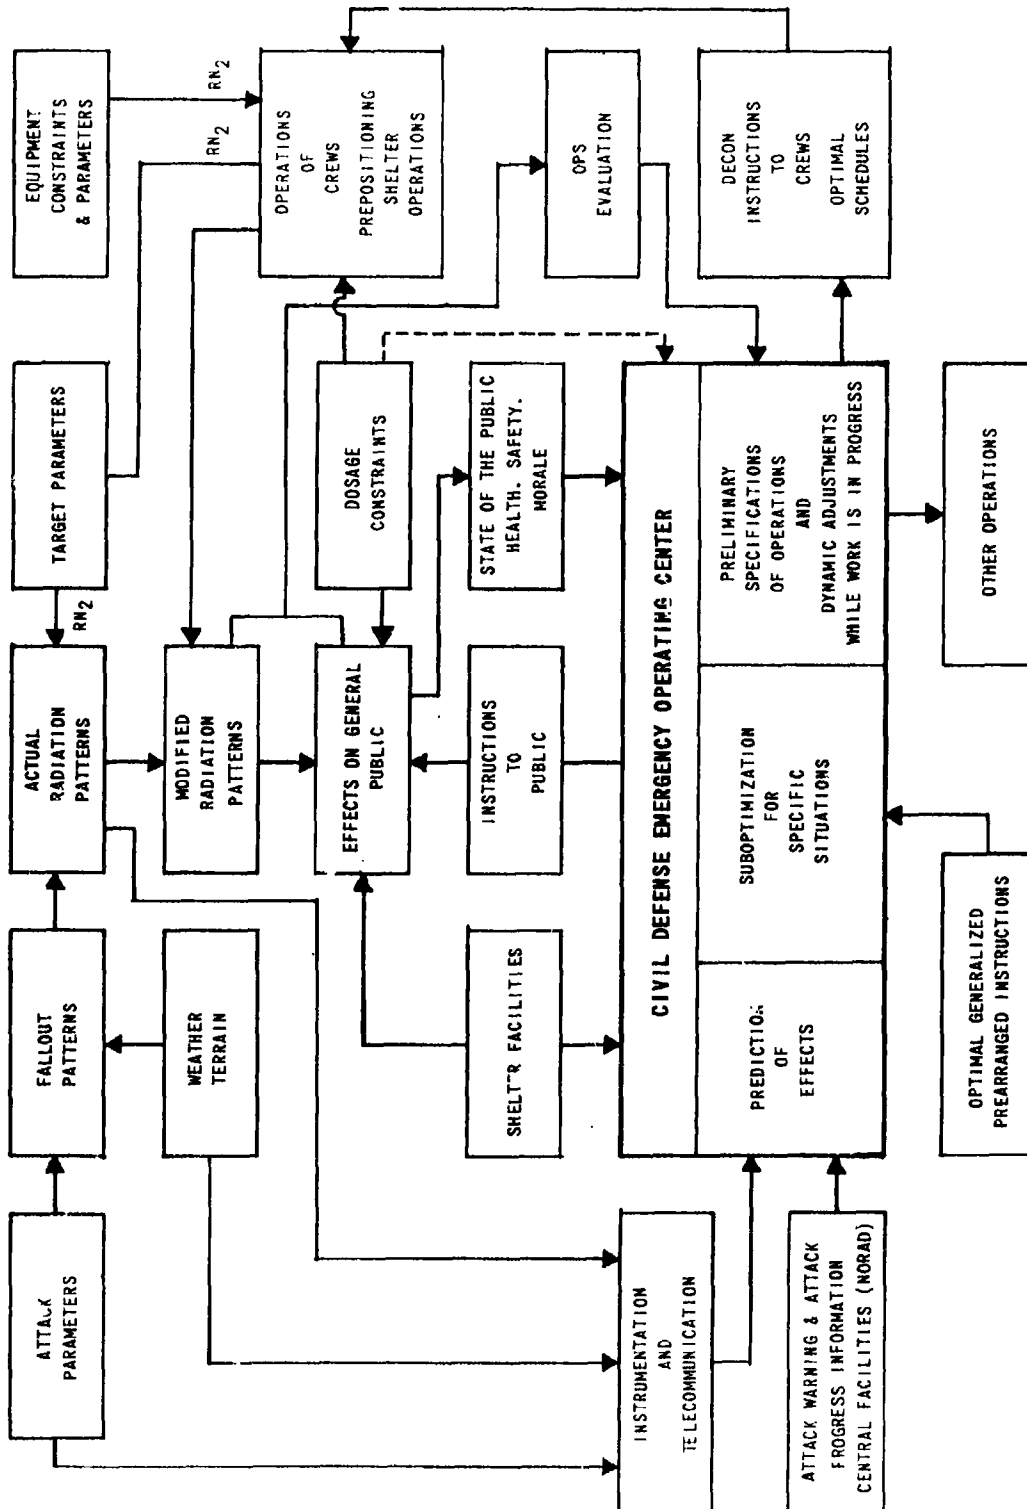 ATTACK
PARAMETERS
FALLOUT
PATTERNS
ACTUAL
RADIATION
PATTERNS
RN2
TARGET PARAMETERS
EQUIPMENT
CONSTRAINTS
& PARAMETERS
WEATHER
TERRAIN
MODIFIED
RADIATION
PATTERNS
RN2
RN2
EFFECTS ON GENERAL
PUBLIC
DOSAGE
CONSTRAINTS
OPERATIONS
OF
CREWS
PREPOSITIONING
SHELTER
OPERATIONS
SHELT'R FACILITIES
INSTRUCTIONS
TO
PUBLIC
STATE OF THE PUBLIC
HEALTH. SAFETY.
MORALE
OPS
EVALUATION
INSTRUMENTATION
AND
TELECOMMUNICATION
CIVIL DEFENSE EMERGENCY OPERATING CENTER
PREDICTION
OF
EFFECTS
SUBOPTIMIZATION
FOR
SPECIFIC
SITUATIONS
PRELIMINARY
SPECIFICATIONS
OF OPERATIONS
AND
DYNAMIC ADJUSTMENTS
WHILE WORK IS IN PROGRESS
DECON
INSTRUCTIONS
TO
CREWS
OPTIMAL
SCHEDULES
ATTACK WARNING & ATTACK
FROGRESS INFORMATION
CENTRAL FACILITIES (NORAD)
OPTIMAL GENERALIZED
PREARRANGED INSTRUCTIONS
OTHER OPERATIONS